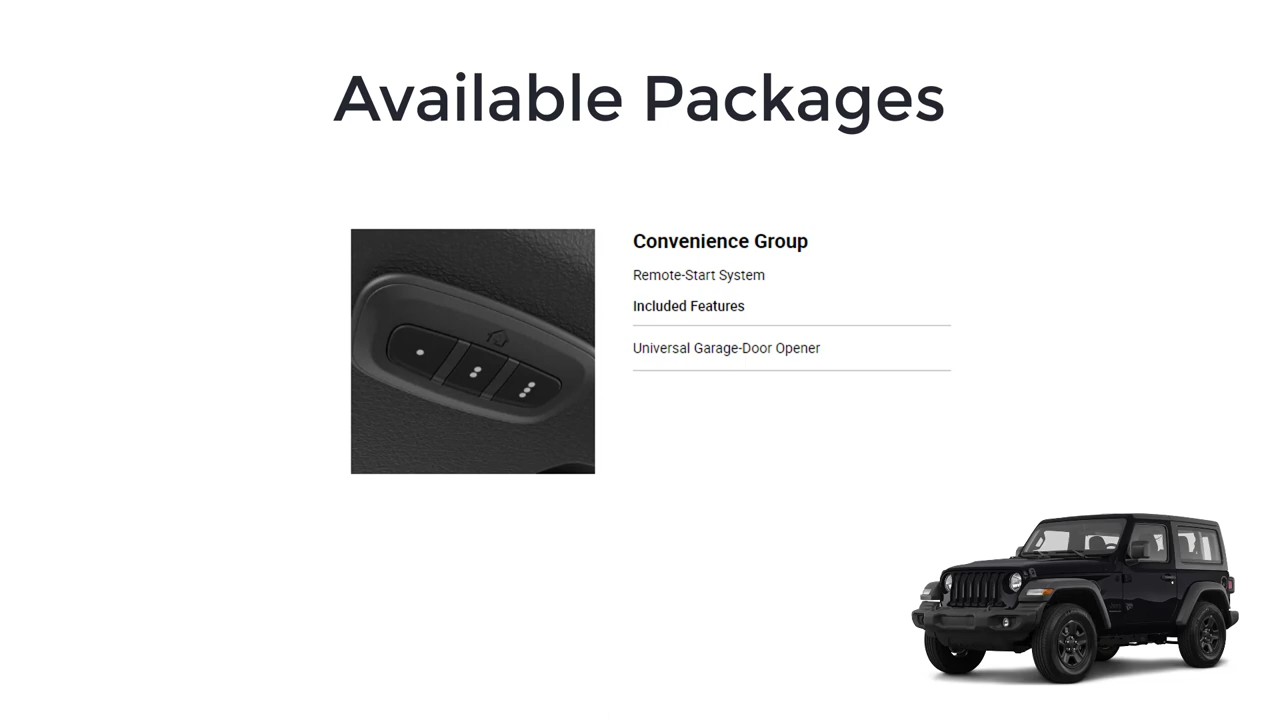 Available Packages
Convenience Group
Remote-Start System
Included Features
Universal Garage-Door Opener